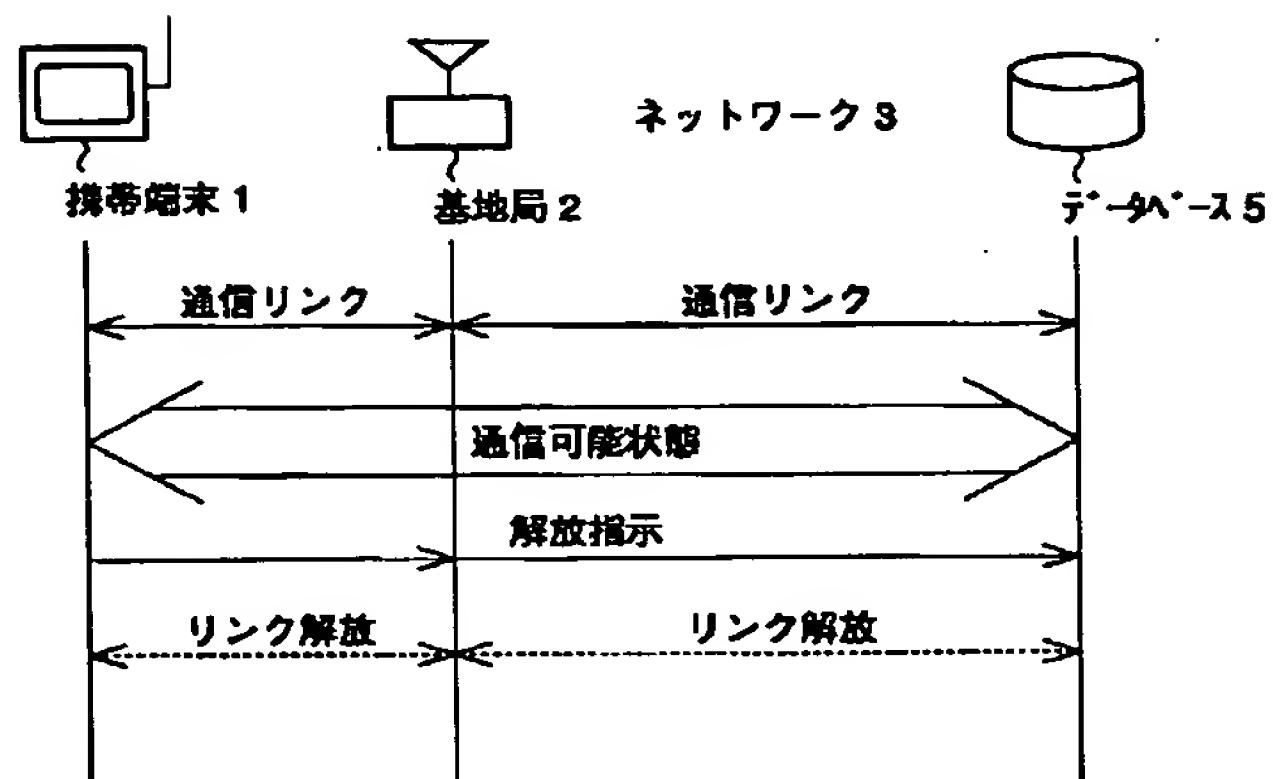 ネットワーク3
携帯端末1
基地局2
データベース5
通信リンク
通信リンク
通信可能状態
解放指示
リンク解放
リンク解放